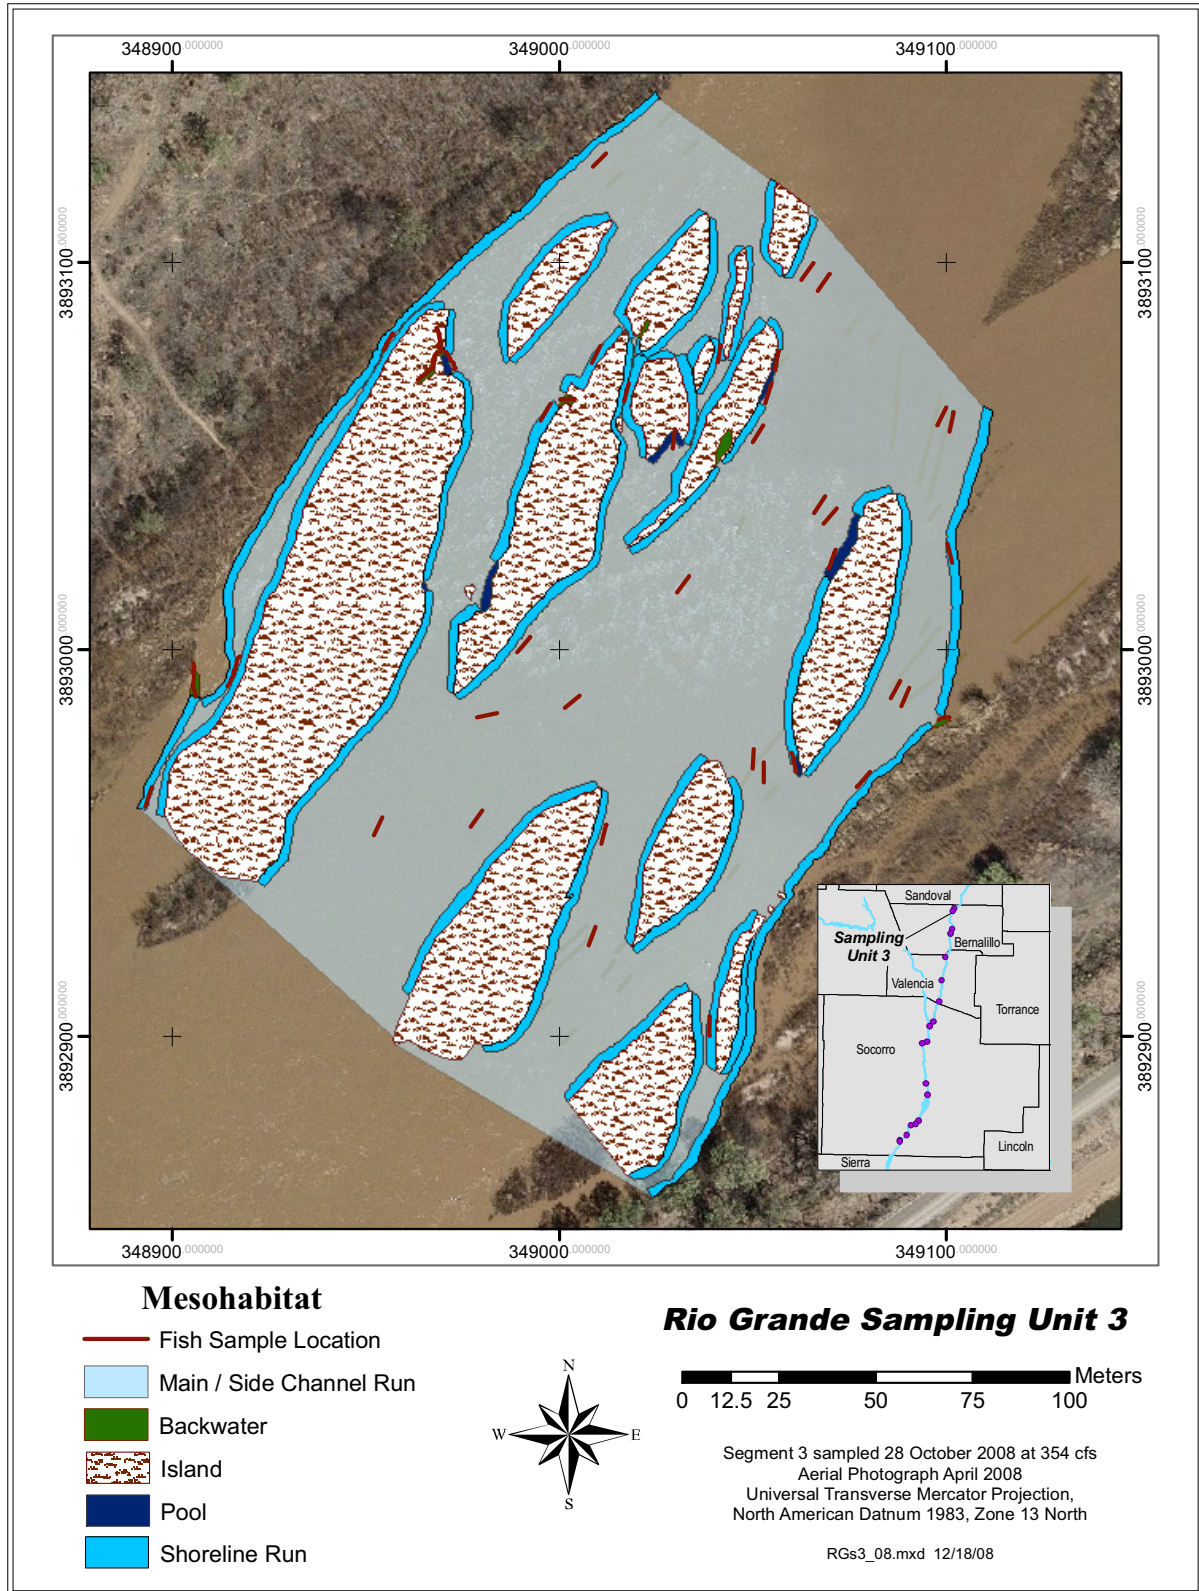 348900.000000 349000.000000 349100.000000
3893100.000000 3893100.000000
3893000.000000 3893000.000000
3892900.000000 3892900.000000
Sandoval
Sampling
Unit 3
Bernalillo
Valencia
Torrance
Socorro
Lincoln
Sierra
348900.000000 349000.000000 349100.000000
Mesohabitat
Fish Sample Location
Main / Side Channel Run
Backwater
Island
Pool
Shoreline Run
N
W E
S
Rio Grande Sampling Unit 3
Meters
0 12.5 25 50 75 100
Segment 3 sampled 28 October 2008 at 354 cfs
Aerial Photograph April 2008
Universal Transverse Mercator Projection,
North American Datnum 1983, Zone 13 North
RGs3_08.mxd 12/18/08